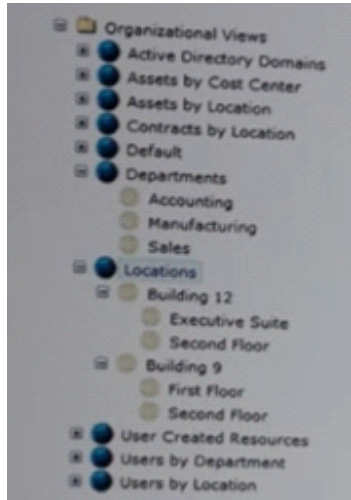 Organizational Views
Active Directory Domains
Assets by Cost Center
Assets by Location
Contracts by Location
Default
Departments
Accounting
Manufacturing
Sales
Locations
Building 12
Executive Suite
Second Floor
Building 9
First Floor
Second Floor
User Created Resources
Users by Department
Users by Location